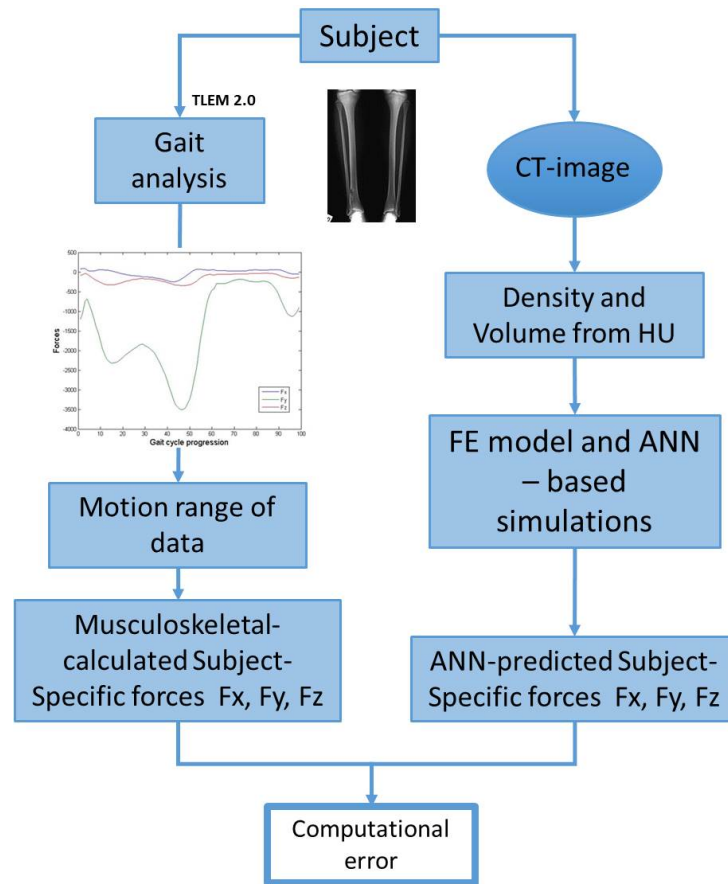 Subject
TLEM 2.0
Gait
analysis
CT-image
500
0
-500
-1000
-1500
-2000
-2500
-3000
-3500
-4000
Forces
Fx
Fy
Fz
0 10 20 30 40 50 60 70 80 90 100
Gait cycle progression
Density and
Volume from HU
FE model and ANN
– based
simulations
Motion range of
data
Musculoskeletal-
calculated Subject-
Specific forces Fx, Fy, Fz
ANN-predicted Subject-
Specific forces Fx, Fy, Fz
Computational
error